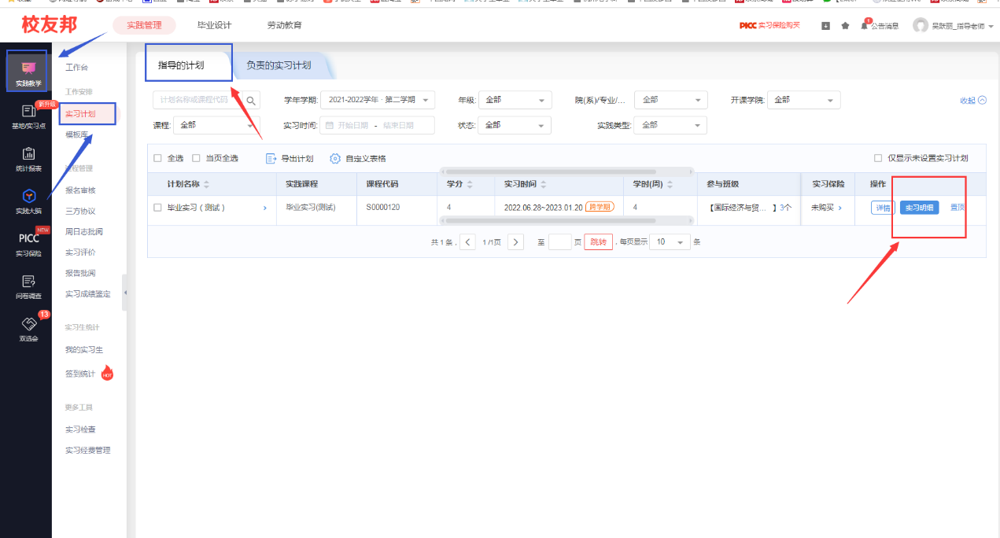 校友邦
实践管理
毕业设计
劳动教育
PICC 实习保险购买
1
公告消息
吴朕丽_指导老师
实践教学
新升级
基地/实习点
统计报表
实践大脑
NEW
PICC
实习保险
问卷调查
13
双选会
工作台
工作安排
实习计划
模板库
过程管理
报名审核
三方协议
周日志批阅
实习评价
报告批阅
实习成绩鉴定
实习生统计
我的实习生
签到统计
HOT
更多工具
实习检查
实习经费管理
指导的计划
负责的实习计划
计划名称或课程代码
学年学期:
2021-2022学年 · 第二学期
年级: 全部
院(系)/专业/... 全部
开课学院: 全部
收起
课程: 全部
实习时间: 开始日期 - 结束日期
状态: 全部
实践类型: 全部
全选
当页全选
导出计划
自定义表格
仅显示未设置实习计划
计划名称 实践课程 课程代码 学分 实习时间 学时(周) 参与班级 实习保险 操作
毕业实习（测试） 毕业实习(测试) S0000120 4 2022.06.28~2023.01.20 跨学期 4 【国际经济与贸... 】3个 未购买 详情 实习明细 置顶
共 1 条 , 1 /1页 至 页 跳转 , 每页显示 10 条